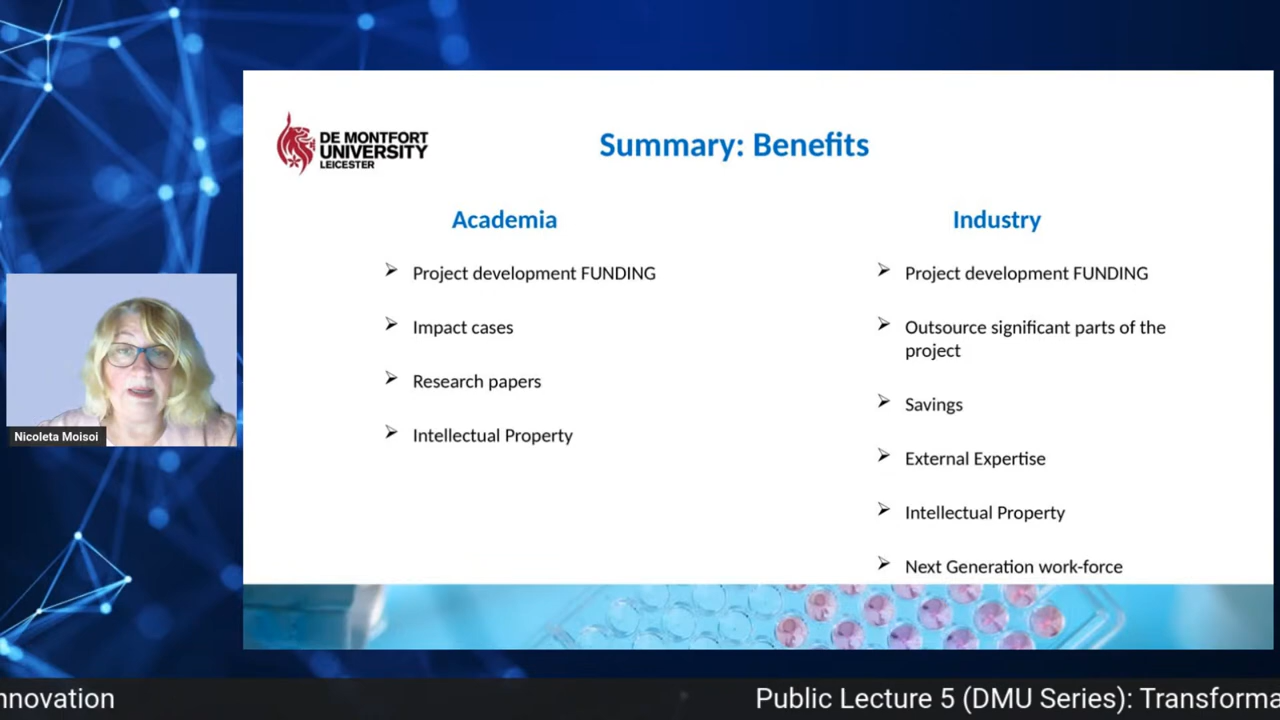 DE MONTFORT
UNIVERSITY
LEICESTER
Summary: Benefits
Academia
Project development FUNDING
Impact cases
Research papers
Intellectual Property
Industry
Project development FUNDING
Outsource significant parts of the
project
Savings
External Expertise
Intellectual Property
Next Generation work-force
Nicoleta Moisoi
nnovation
Public Lecture 5 (DMU Series): Transforma